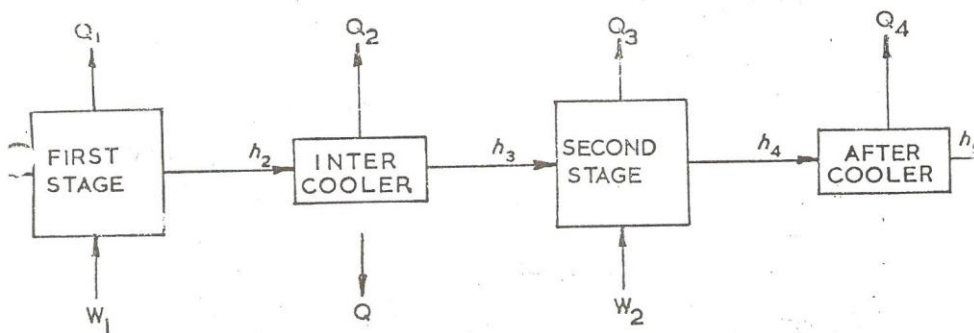 Q1
Q2
Q3
Q4
FIRST
STAGE
h2
INTER
COOLER
h3
SECOND
STAGE
h4
AFTER
COOLER
W1
Q
W2